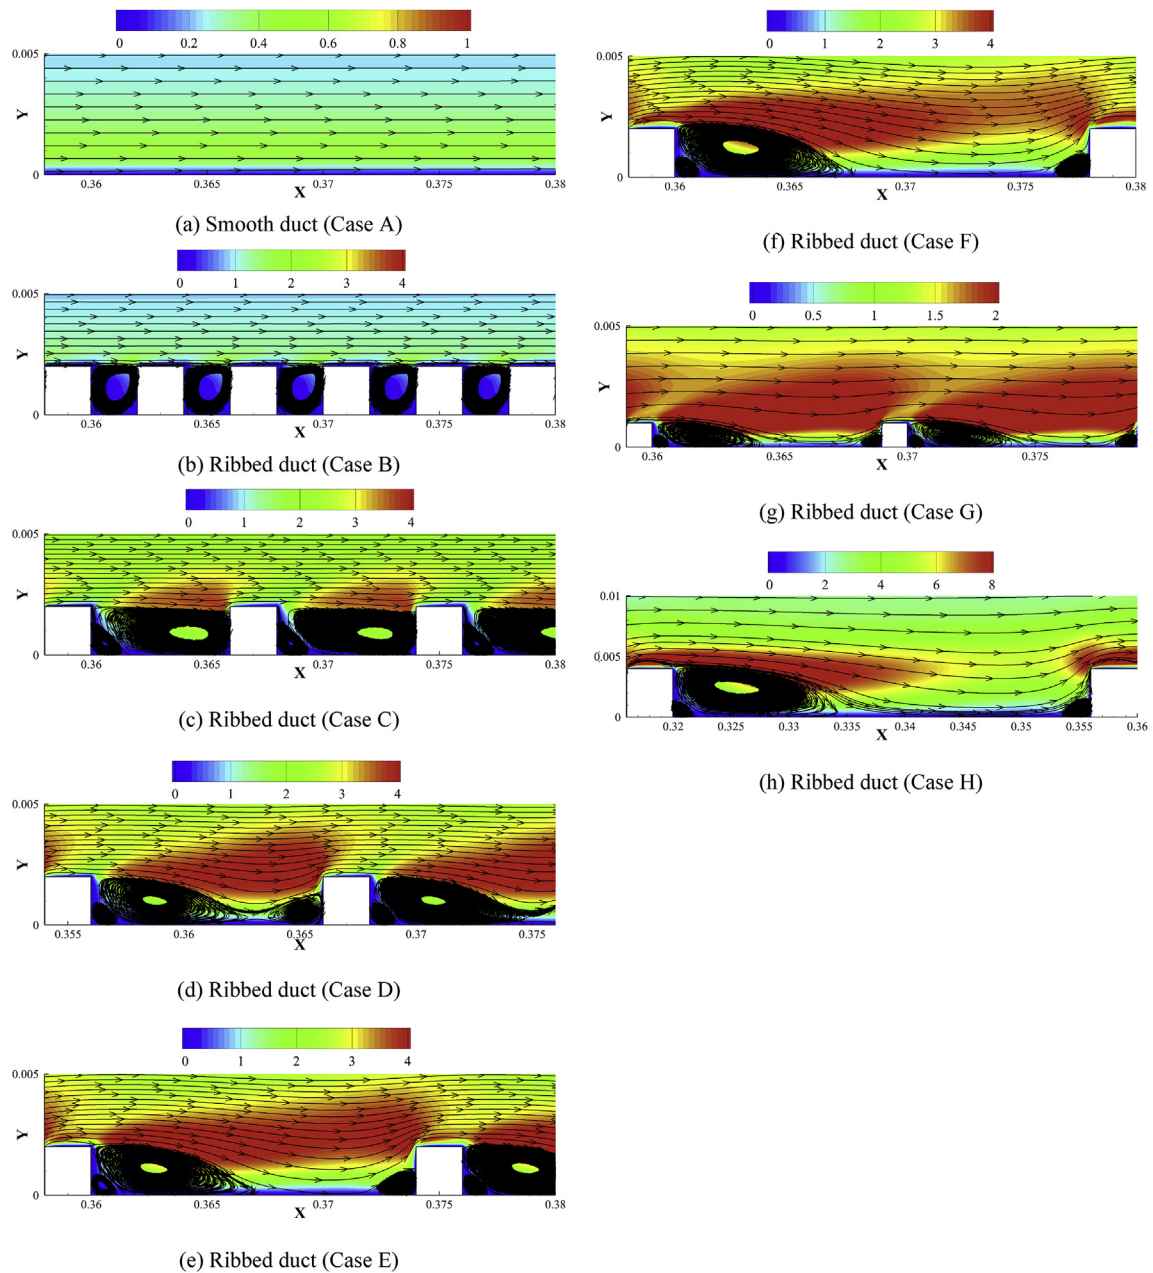 0 0.2 0.4 0.6 0.8 1
0.005
Y
0
0.36 0.365 0.37 0.375 0.38
X
(a) Smooth duct (Case A)
0 1 2 3 4
0.005
Y
0
0.36 0.365 0.37 0.375 0.38
X
(b) Ribbed duct (Case B)
0 1 2 3 4
0.005
Y
0
0.36 0.365 0.37 0.375 0.38
X
(c) Ribbed duct (Case C)
0 1 2 3 4
0.005
Y
0
0.355 0.36 0.365 0.37 0.375
X
(d) Ribbed duct (Case D)
0 1 2 3 4
0.005
Y
0
0.36 0.365 0.37 0.375 0.38
X
(e) Ribbed duct (Case E)
0 1 2 3 4
0.005
Y
0
0.36 0.365 0.37 0.375 0.38
X
(f) Ribbed duct (Case F)
0 0.5 1 1.5 2
0.005
Y
0
0.36 0.365 0.37 0.375
X
(g) Ribbed duct (Case G)
0 2 4 6 8
0.01
0.005
Y
0
0.32 0.325 0.33 0.335 0.34 0.345 0.35 0.355 0.36
X
(h) Ribbed duct (Case H)